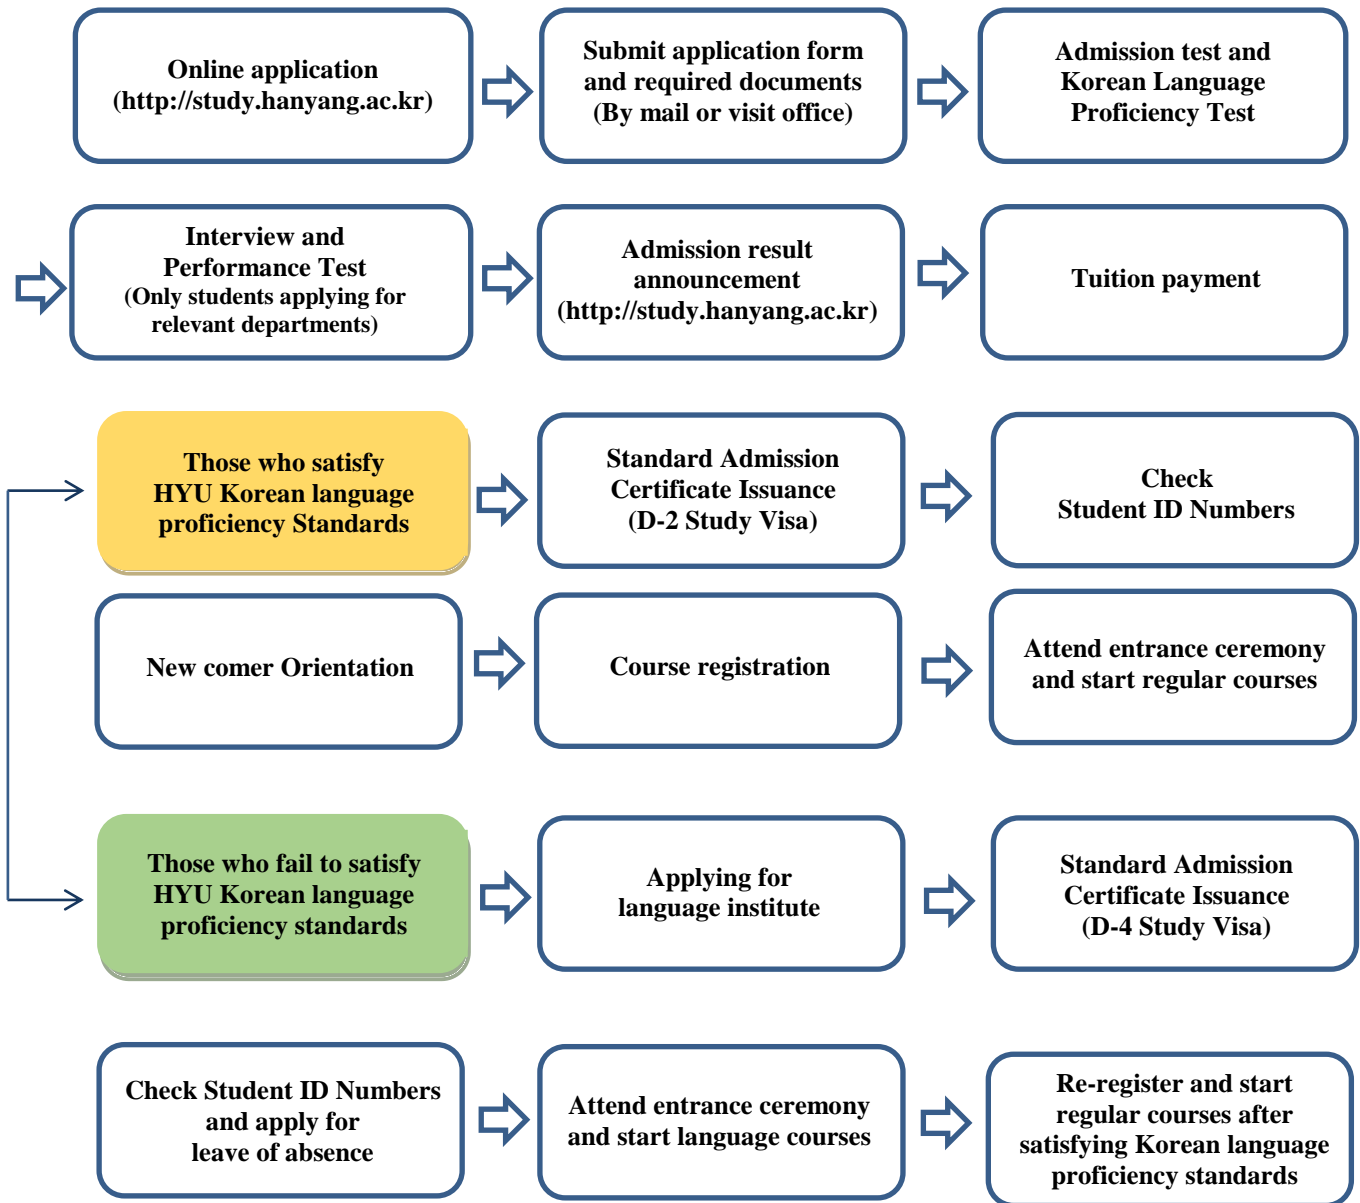 Online application
(http://study.hanyang.ac.kr)
Submit application form
and required documents
(By mail or visit office)
Admission test and
Korean Language
Proficiency Test
Interview and
Performance Test
(Only students applying for
relevant departments)
Admission result
announcement
(http://study.hanyang.ac.kr)
Tuition payment
Those who satisfy
HYU Korean language
proficiency Standards
Standard Admission
Certificate Issuance
(D-2 Study Visa)
Check
Student ID Numbers
New comer Orientation
Course registration
Attend entrance ceremony
and start regular courses
Those who fail to satisfy
HYU Korean language
proficiency standards
Applying for
language institute
Standard Admission
Certificate Issuance
(D-4 Study Visa)
Check Student ID Numbers
and apply for
leave of absence
Attend entrance ceremony
and start language courses
Re-register and start
regular courses after
satisfying Korean language
proficiency standards